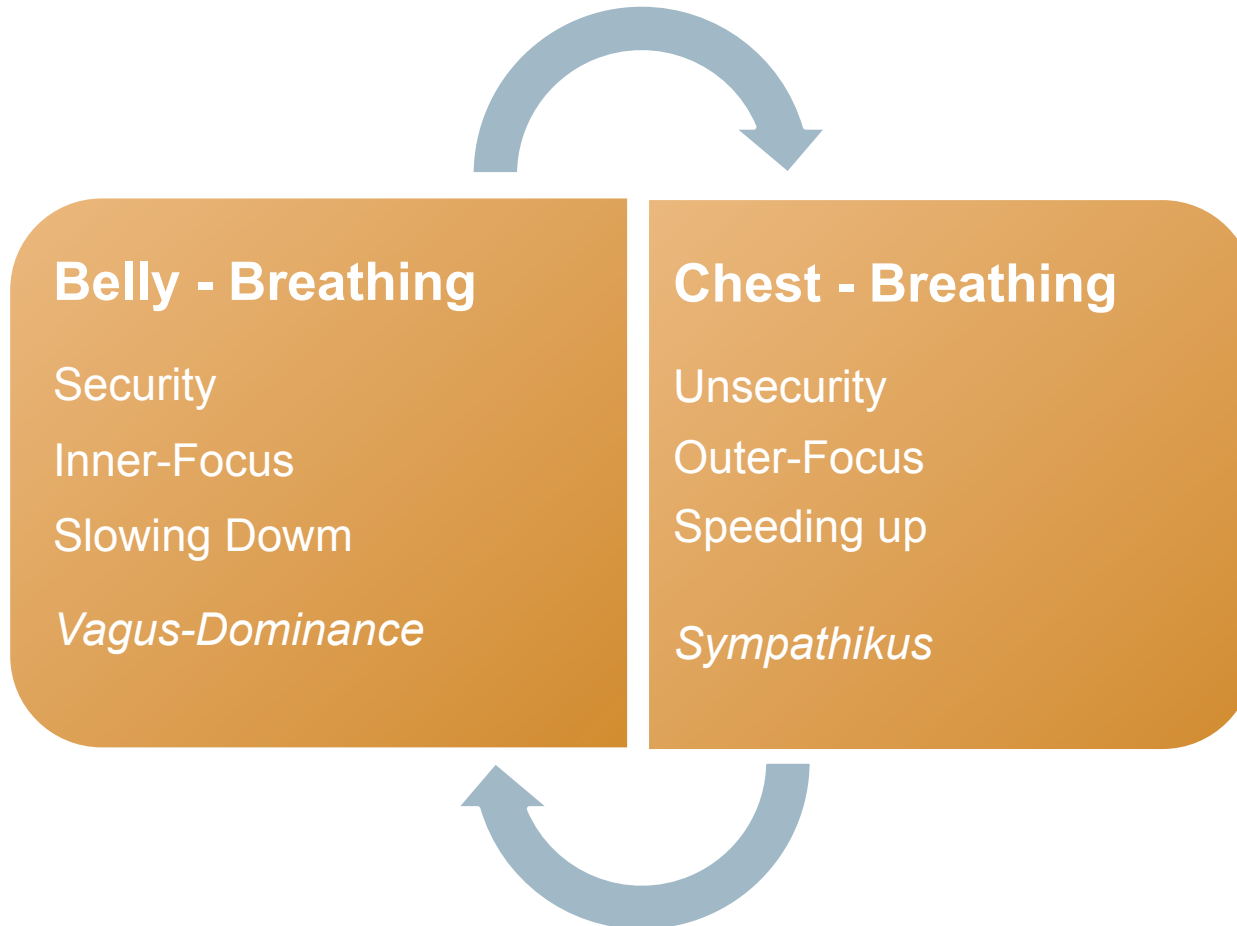 Belly - Breathing
Security
Inner-Focus
Slowing Dowm
Vagus-Dominance
Chest - Breathing
Unsecurity
Outer-Focus
Speeding up
Sympathikus